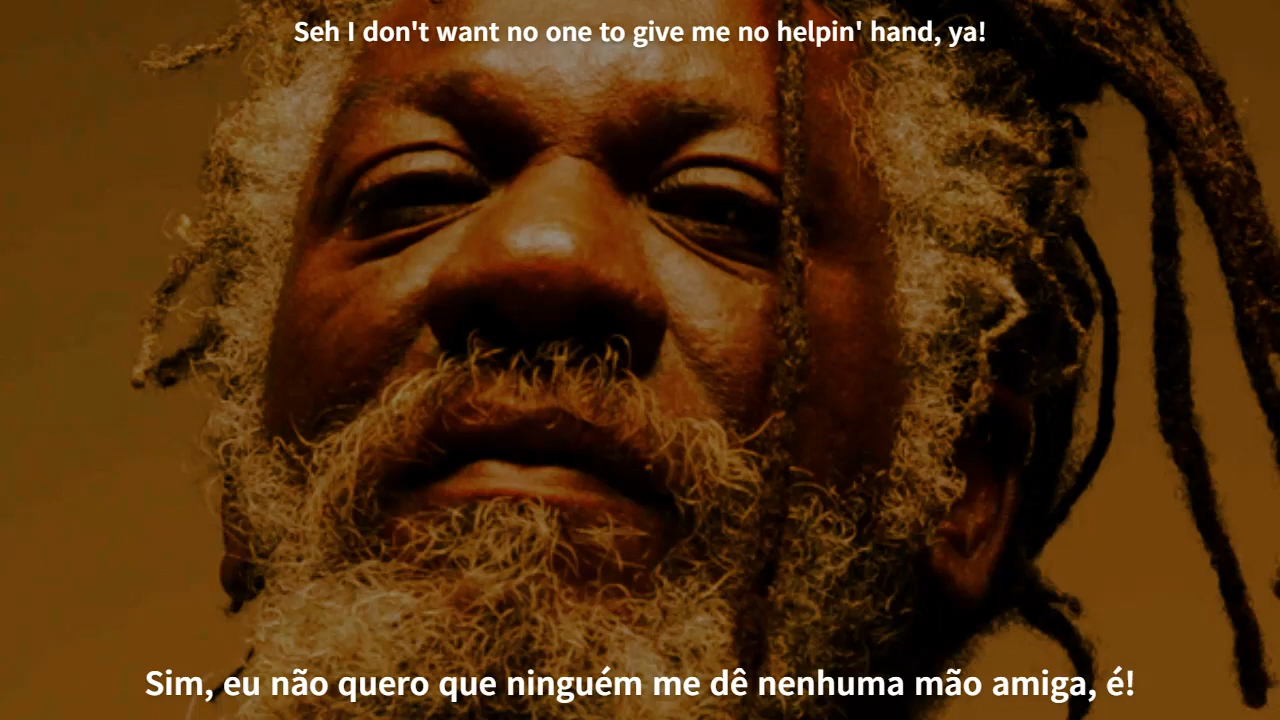 Seh I don't want no one to give me no helpin' hand, ya!
Sim, eu não quero que ninguém me dê nenhuma mão amiga, é!